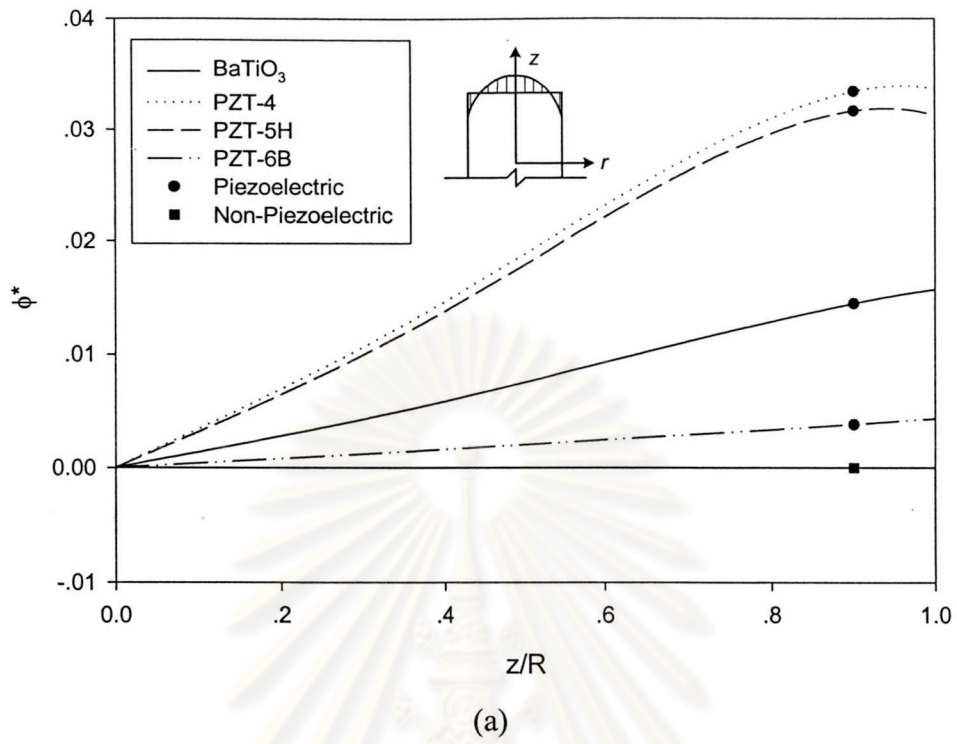 .04
.03
.02
.01
0.00
-.01
ϕ*
BaTiO₃
PZT-4
PZT-5H
PZT-6B
Piezoelectric
Non-Piezoelectric
z
r
0.0 .2 .4 .6 .8 1.0
z/R
(a)